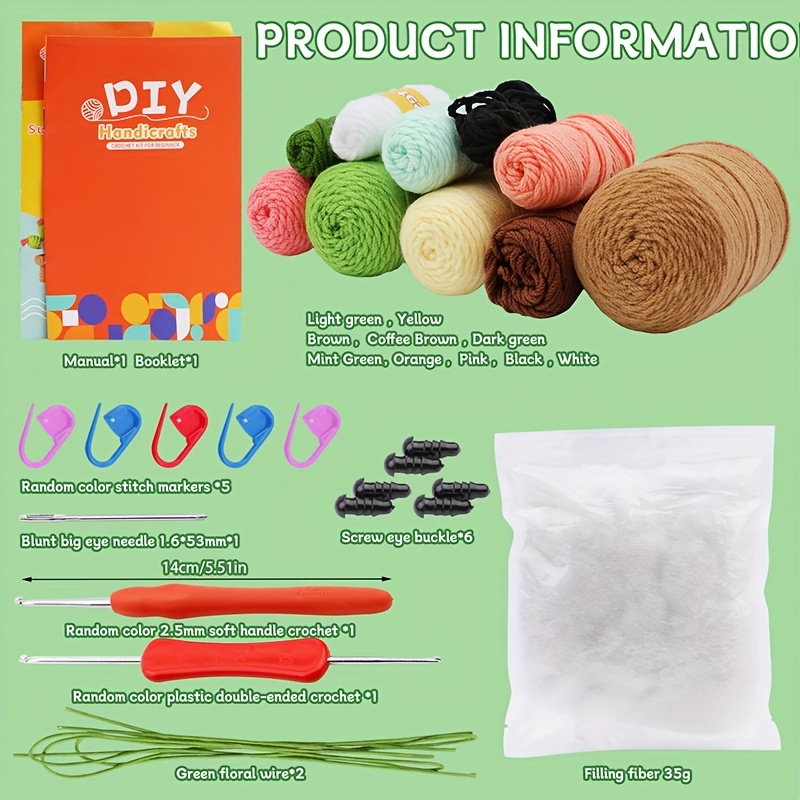 PRODUCT INFORMATIO
DIY
Handicrafts
CROCHET KIT FOR BEGINNER
Light green , Yellow
Brown , Coffee Brown , Dark green
Mint Green, Orange , Pink , Black , White
Manual*1 Booklet*1
Random color stitch markers *5
Blunt big eye needle 1.6*53mm*1
Screw eye buckle*6
14cm/5.51in
Random color 2.5mm soft handle crochet *1
Random color plastic double-ended crochet *1
Green floral wire*2
Filling fiber 35g